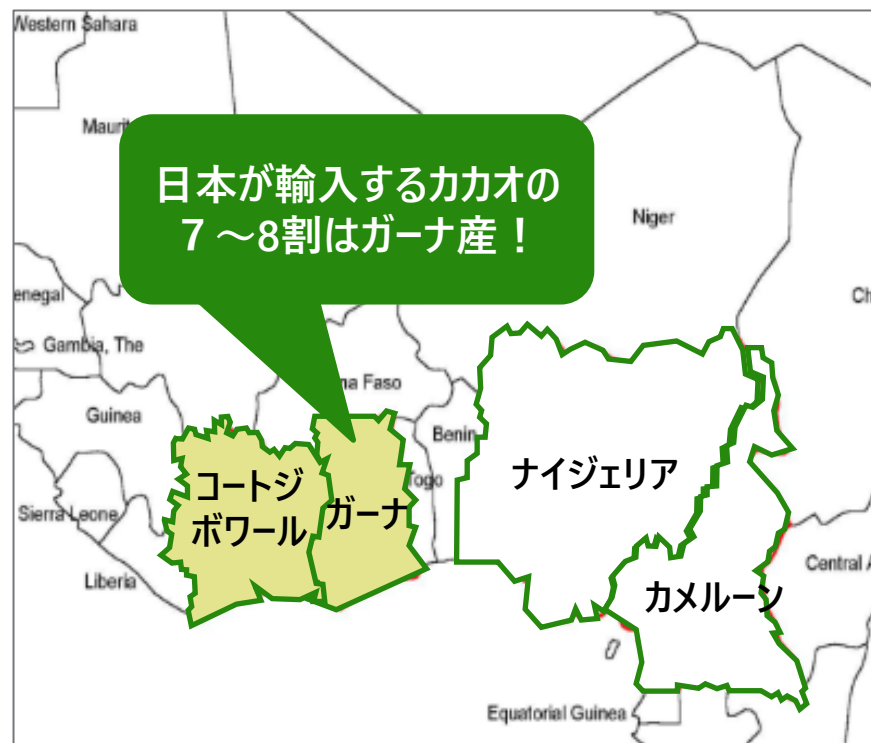 Western Sahara
日本が輸入するカカオの
7～8割はガーナ産！
Niger
Gambia, The
Guinea
Benin
Togo
Sierra Leone
Liberia
コートジ
ボワール
ガーナ
ナイジェリア
カメルーン
Central
Equatorial Guinea
Faso